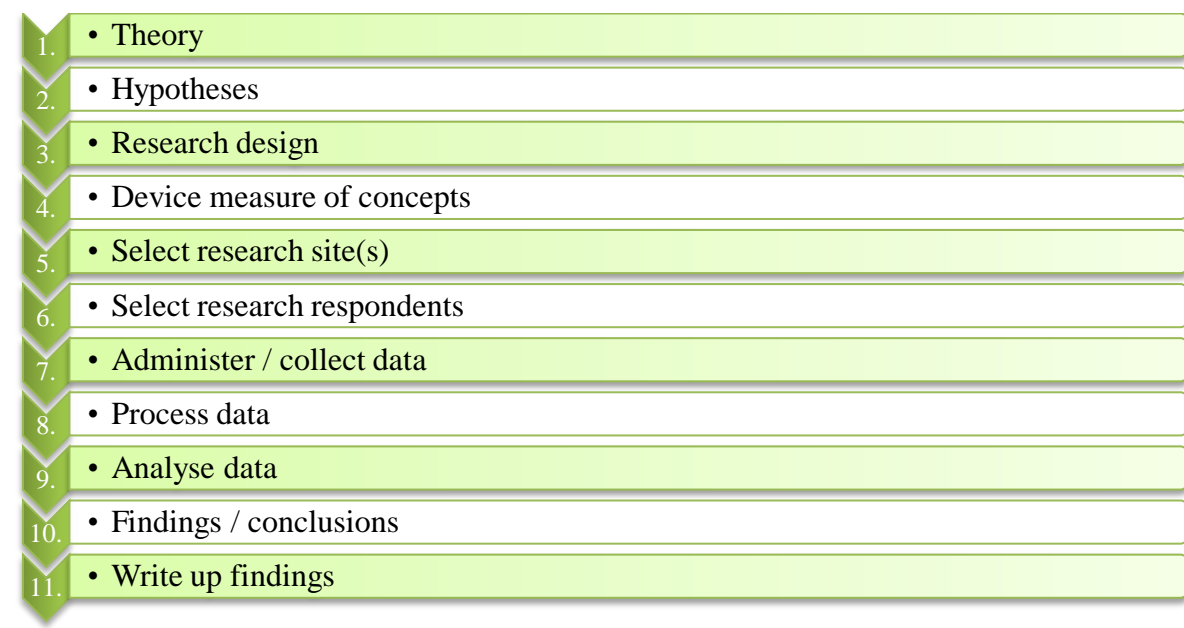 1. • Theory
2. • Hypotheses
3. • Research design
4. • Device measure of concepts
5. • Select research site(s)
6. • Select research respondents
7. • Administer / collect data
8. • Process data
9. • Analyse data
10. • Findings / conclusions
11. • Write up findings